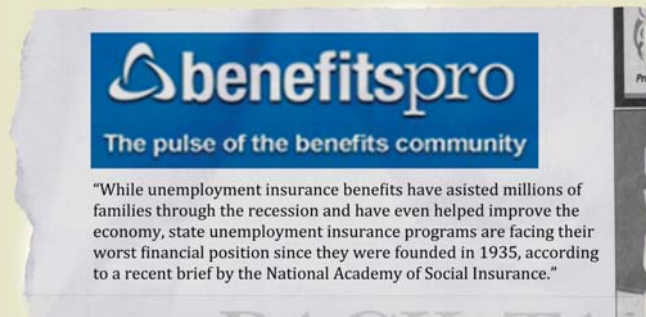 benefitspro
The pulse of the benefits community
“While unemployment insurance benefits have asisted millions of
families through the recession and have even helped improve the
economy, state unemployment insurance programs are facing their
worst financial position since they were founded in 1935, according
to a recent brief by the National Academy of Social Insurance.”